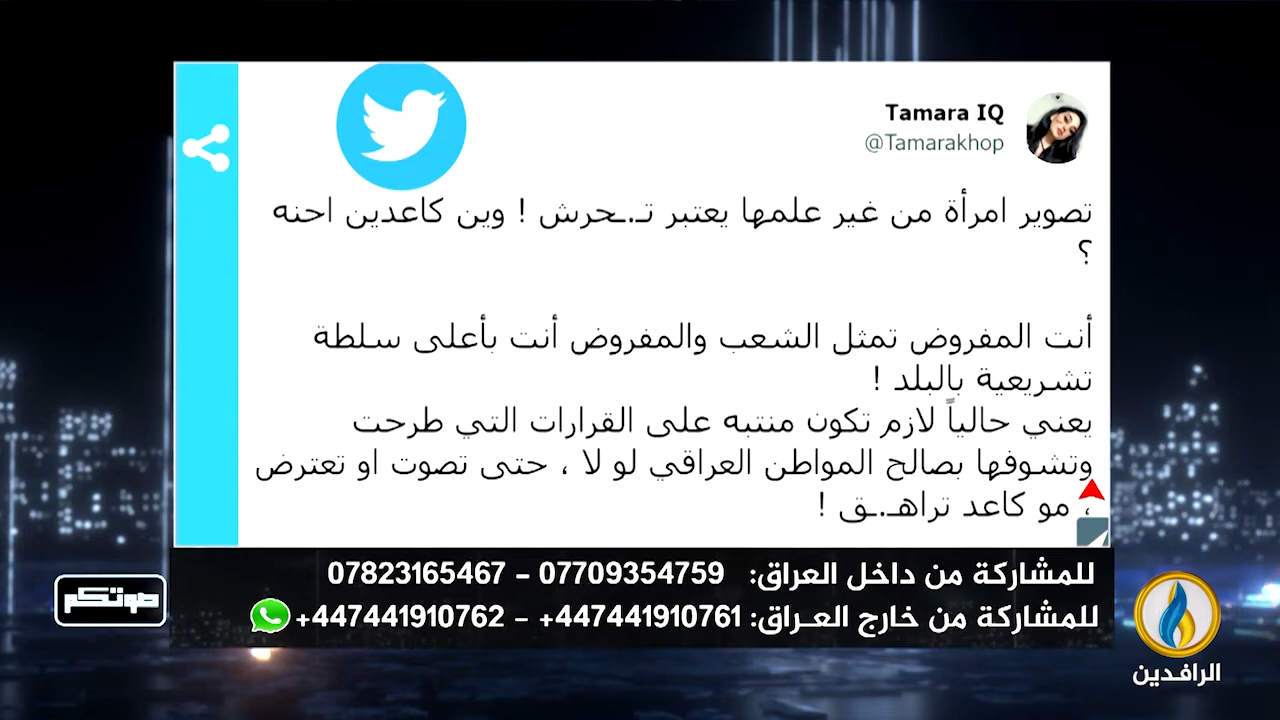 Tamara IQ
@Tamarakhop
تصوير امرأة من غير علمها يعتبر تـ.ـحرش ! وين كاعدين احنه
؟
أنت المفروض تمثل الشعب والمفروض أنت بأعلى سلطة
تشريعية بالبلد !
يعني حالياً لازم تكون منتبه على القرارات التي طرحت
وتشوفها بصالح المواطن العراقي لو لا ، حتى تصوت او تعترض
، مو كاعد تراهـ.ـق !
للمشاركة من داخل العراق: 07709354759 - 07823165467
للمشاركة من خارج العـراق: 447441910761+ - 447441910762+
صوتكم
الرافدين